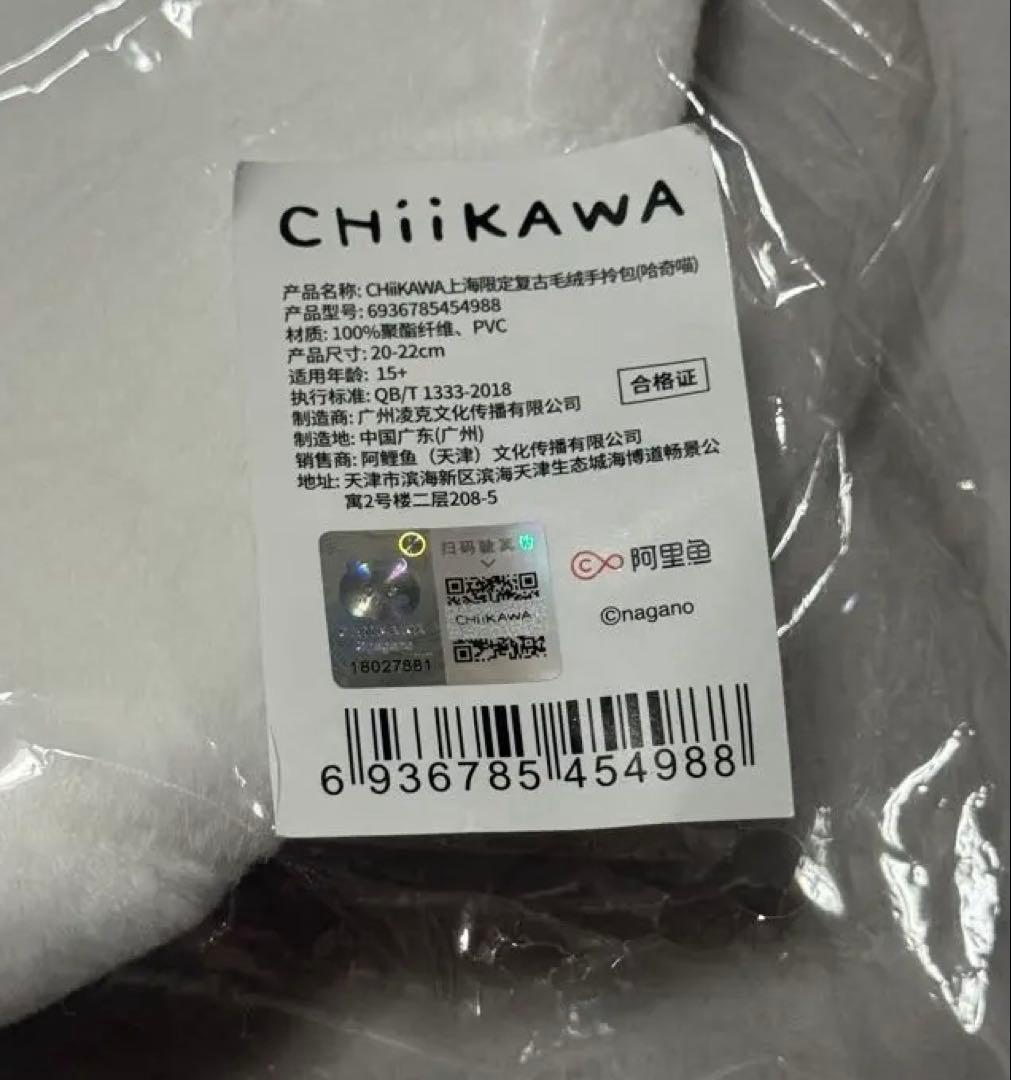 CHiiKAWA
产品名称: CHiiKAWA上海限定复古毛绒手拎包(哈奇喵)
产品型号: 6936785454988
材质: 100%聚酯纤维、PVC
产品尺寸: 20-22cm
适用年龄: 15+
执行标准: QB/T 1333-2018
合格证
制造商: 广州凌克文化传播有限公司
制造地: 中国广东(广州)
销售商: 阿鲤鱼（天津）文化传播有限公司
地址: 天津市滨海新区滨海天津生态城海博道畅景公
寓2号楼二层208-5
扫码验真
CHiiKAWA
18027881
阿里鱼
©nagano
6 936785 454988